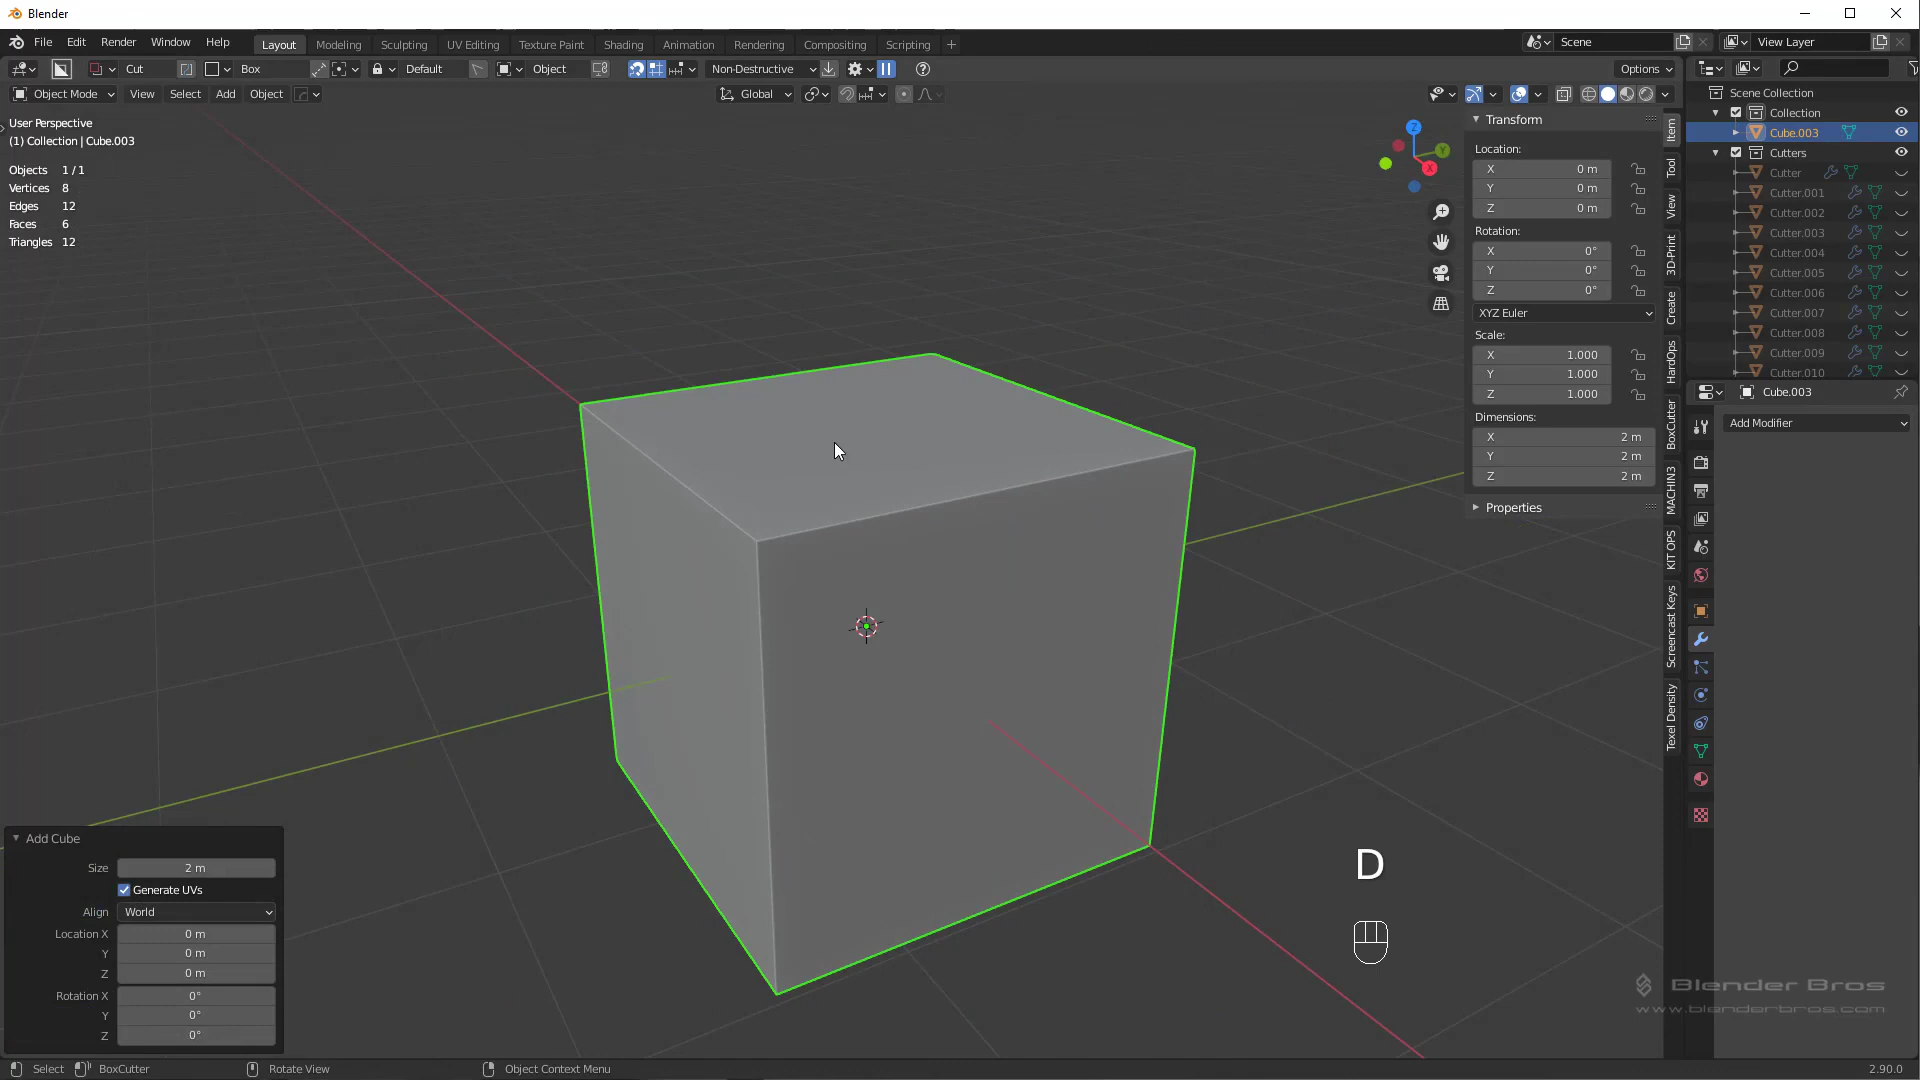 Blender
File Edit Render Window Help
Layout Modeling Sculpting UV Editing Texture Paint Shading Animation Rendering Compositing Scripting +
Scene
View Layer
Cut Box Default Object Non-Destructive Options
Object Mode View Select Add Object Global
User Perspective
(1) Collection | Cube.003
Objects 1 / 1
Vertices 8
Edges 12
Faces 6
Triangles 12
Z
Y
X
Transform
Location:
X 0 m
Y 0 m
Z 0 m
Rotation:
X 0°
Y 0°
Z 0°
XYZ Euler
Scale:
X 1.000
Y 1.000
Z 1.000
Dimensions:
X 2 m
Y 2 m
Z 2 m
Properties
Item
Tool
View
3D-Print
Create
HardOps
BoxCutter
MACHIN3
KIT OPS
Screencast Keys
Texel Density
Scene Collection
Collection
Cube.003
Cutters
Cutter
Cutter.001
Cutter.002
Cutter.003
Cutter.004
Cutter.005
Cutter.006
Cutter.007
Cutter.008
Cutter.009
Cutter.010
Cube.003
Add Modifier
Add Cube
Size 2 m
Generate UVs
Align World
Location X 0 m
Y 0 m
Z 0 m
Rotation X 0°
Y 0°
Z 0°
D
Blender Bros
www.blenderbros.com
Select BoxCutter Rotate View Object Context Menu 2.90.0